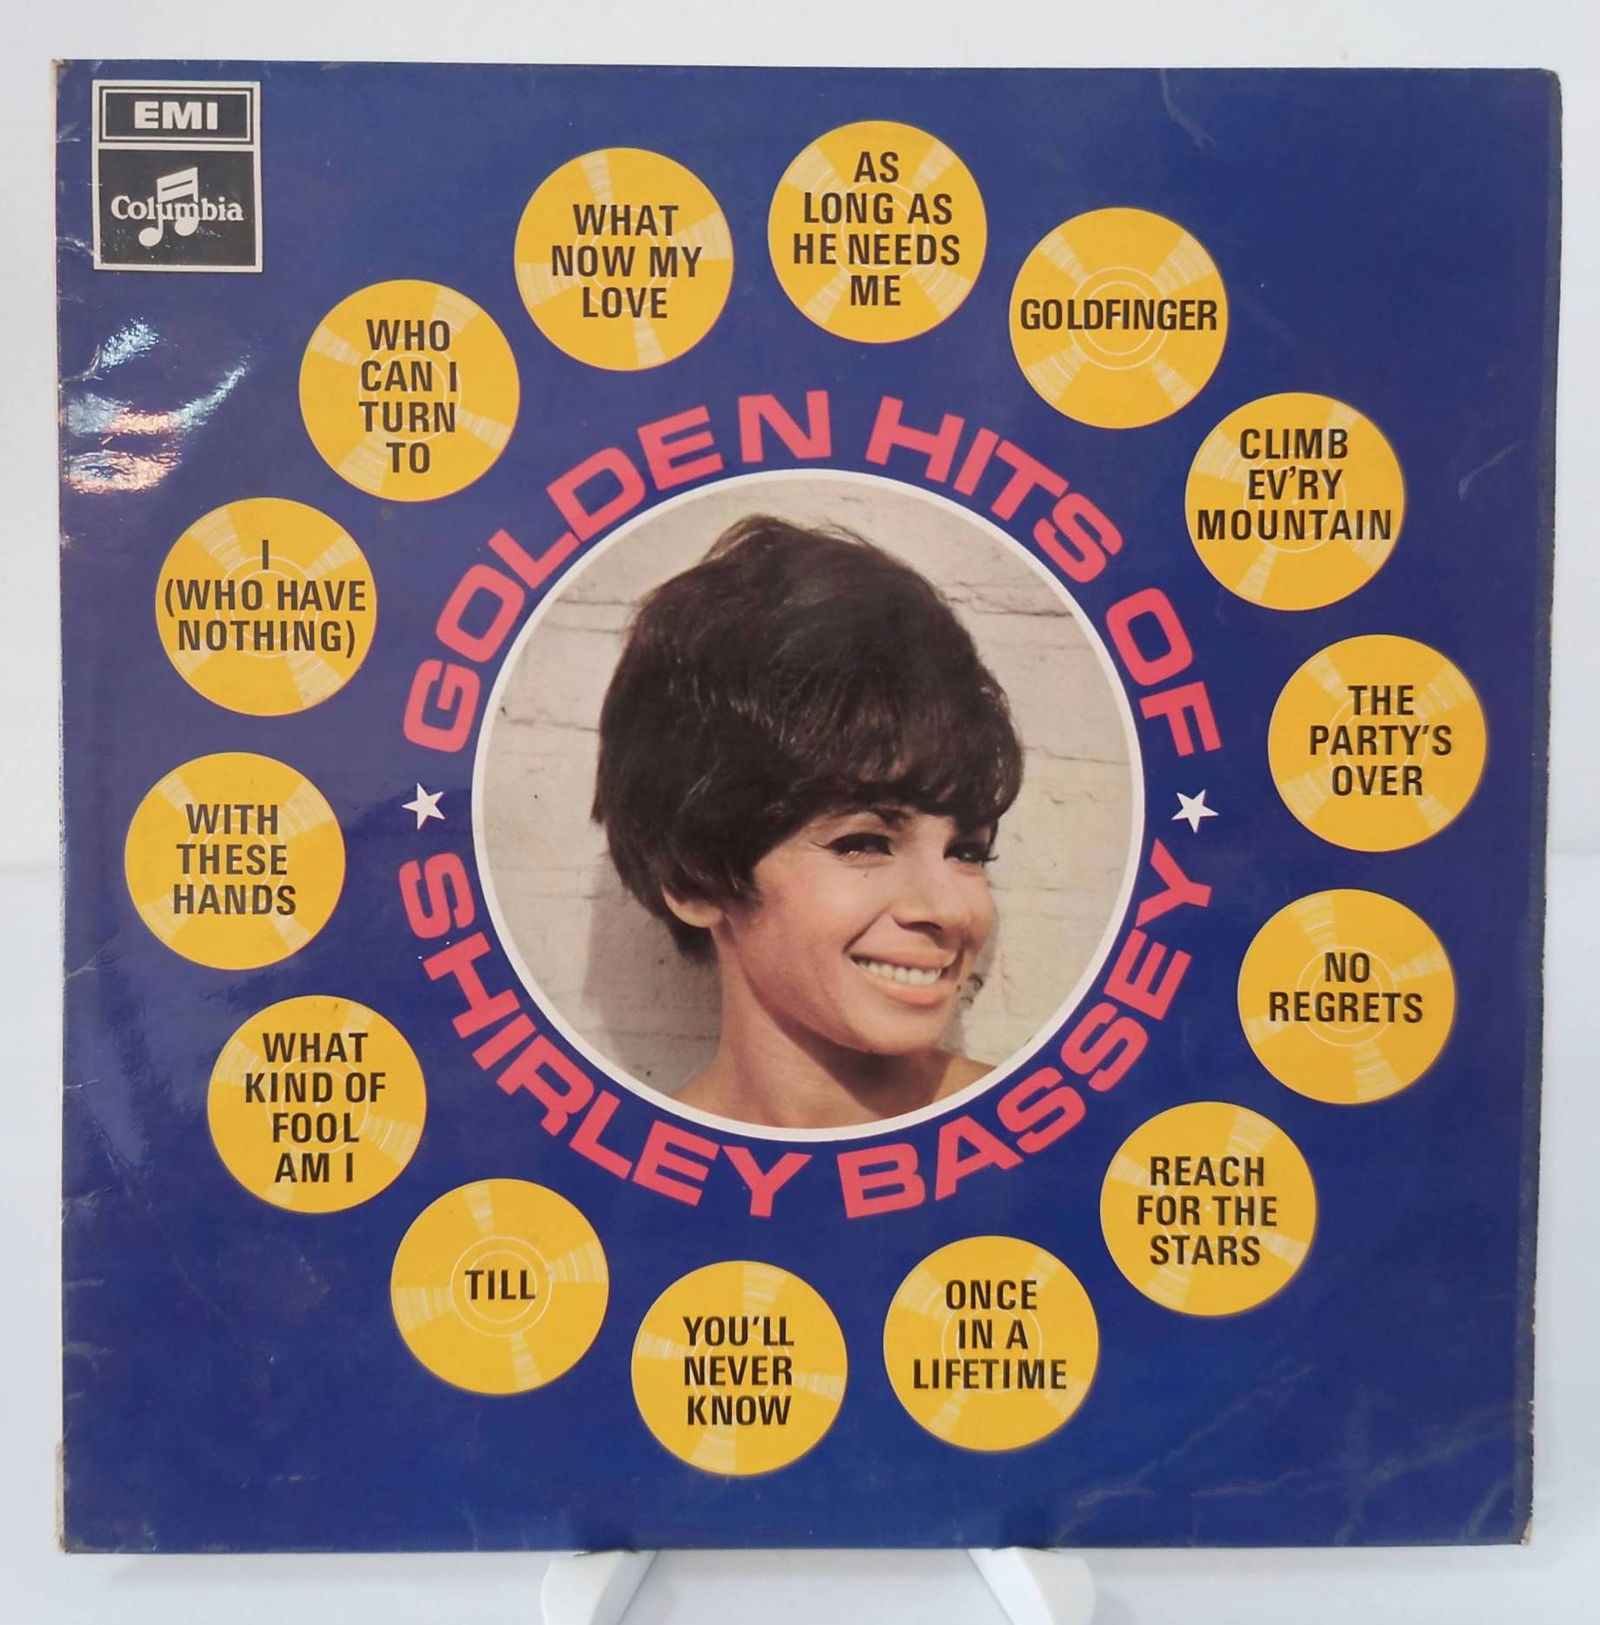 EMI
Columbia
GOLDEN HITS OF
SHIRLEY BASSEY
AS
LONG AS
HE NEEDS
ME
GOLDFINGER
CLIMB
EV'RY
MOUNTAIN
THE
PARTY'S
OVER
NO
REGRETS
REACH
FOR THE
STARS
ONCE
IN A
LIFETIME
YOU'LL
NEVER
KNOW
TILL
WHAT
KIND OF
FOOL
AM I
WITH
THESE
HANDS
I
(WHO HAVE
NOTHING)
WHO
CAN I
TURN
TO
WHAT
NOW MY
LOVE